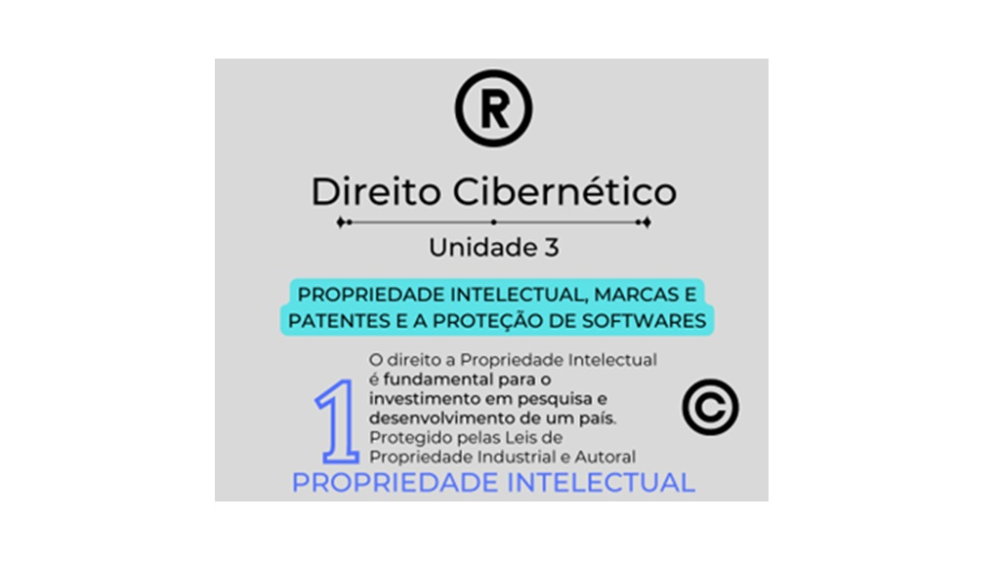 ®
Direito Cibernético
Unidade 3
PROPRIEDADE INTELECTUAL, MARCAS E
PATENTES E A PROTEÇÃO DE SOFTWARES
1
O direito a Propriedade Intelectual
é fundamental para o
investimento em pesquisa e
desenvolvimento de um país.
Protegido pelas Leis de
Propriedade Industrial e Autoral
©
PROPRIEDADE INTELECTUAL